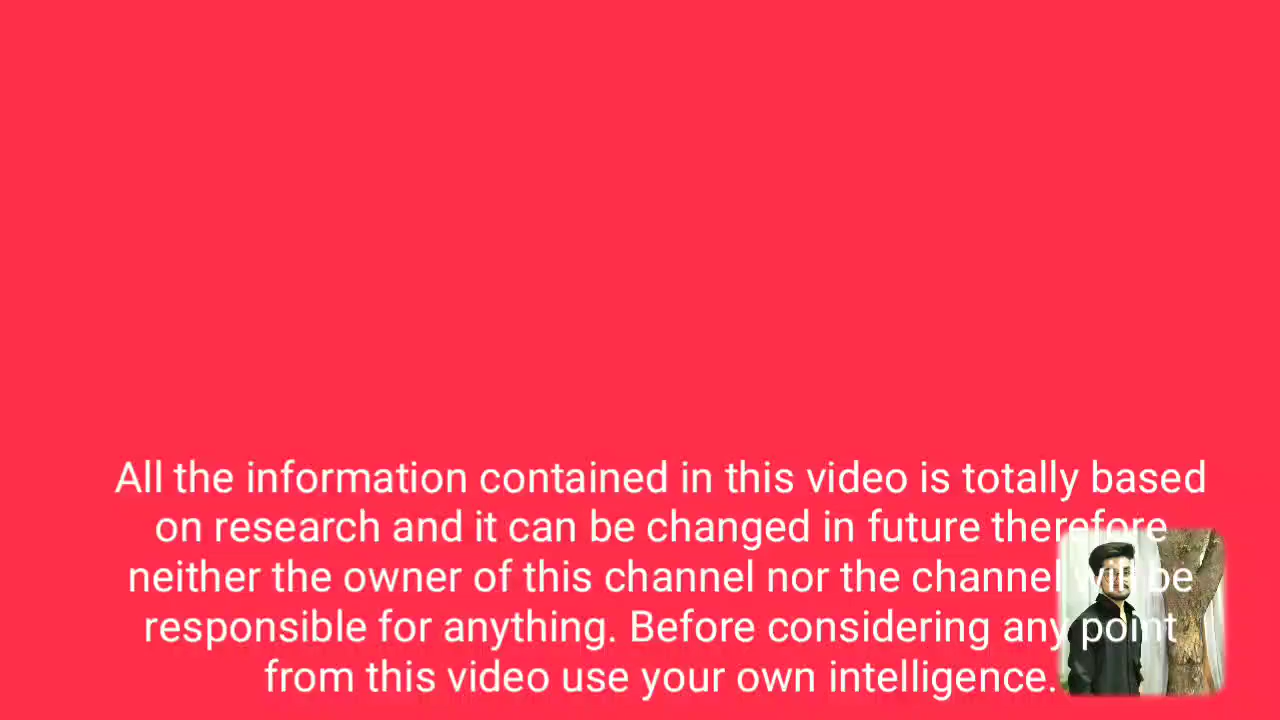 All the information contained in this video is totally based
on research and it can be changed in future therefore
neither the owner of this channel nor the channel will be
responsible for anything. Before considering any point
from this video use your own intelligence.